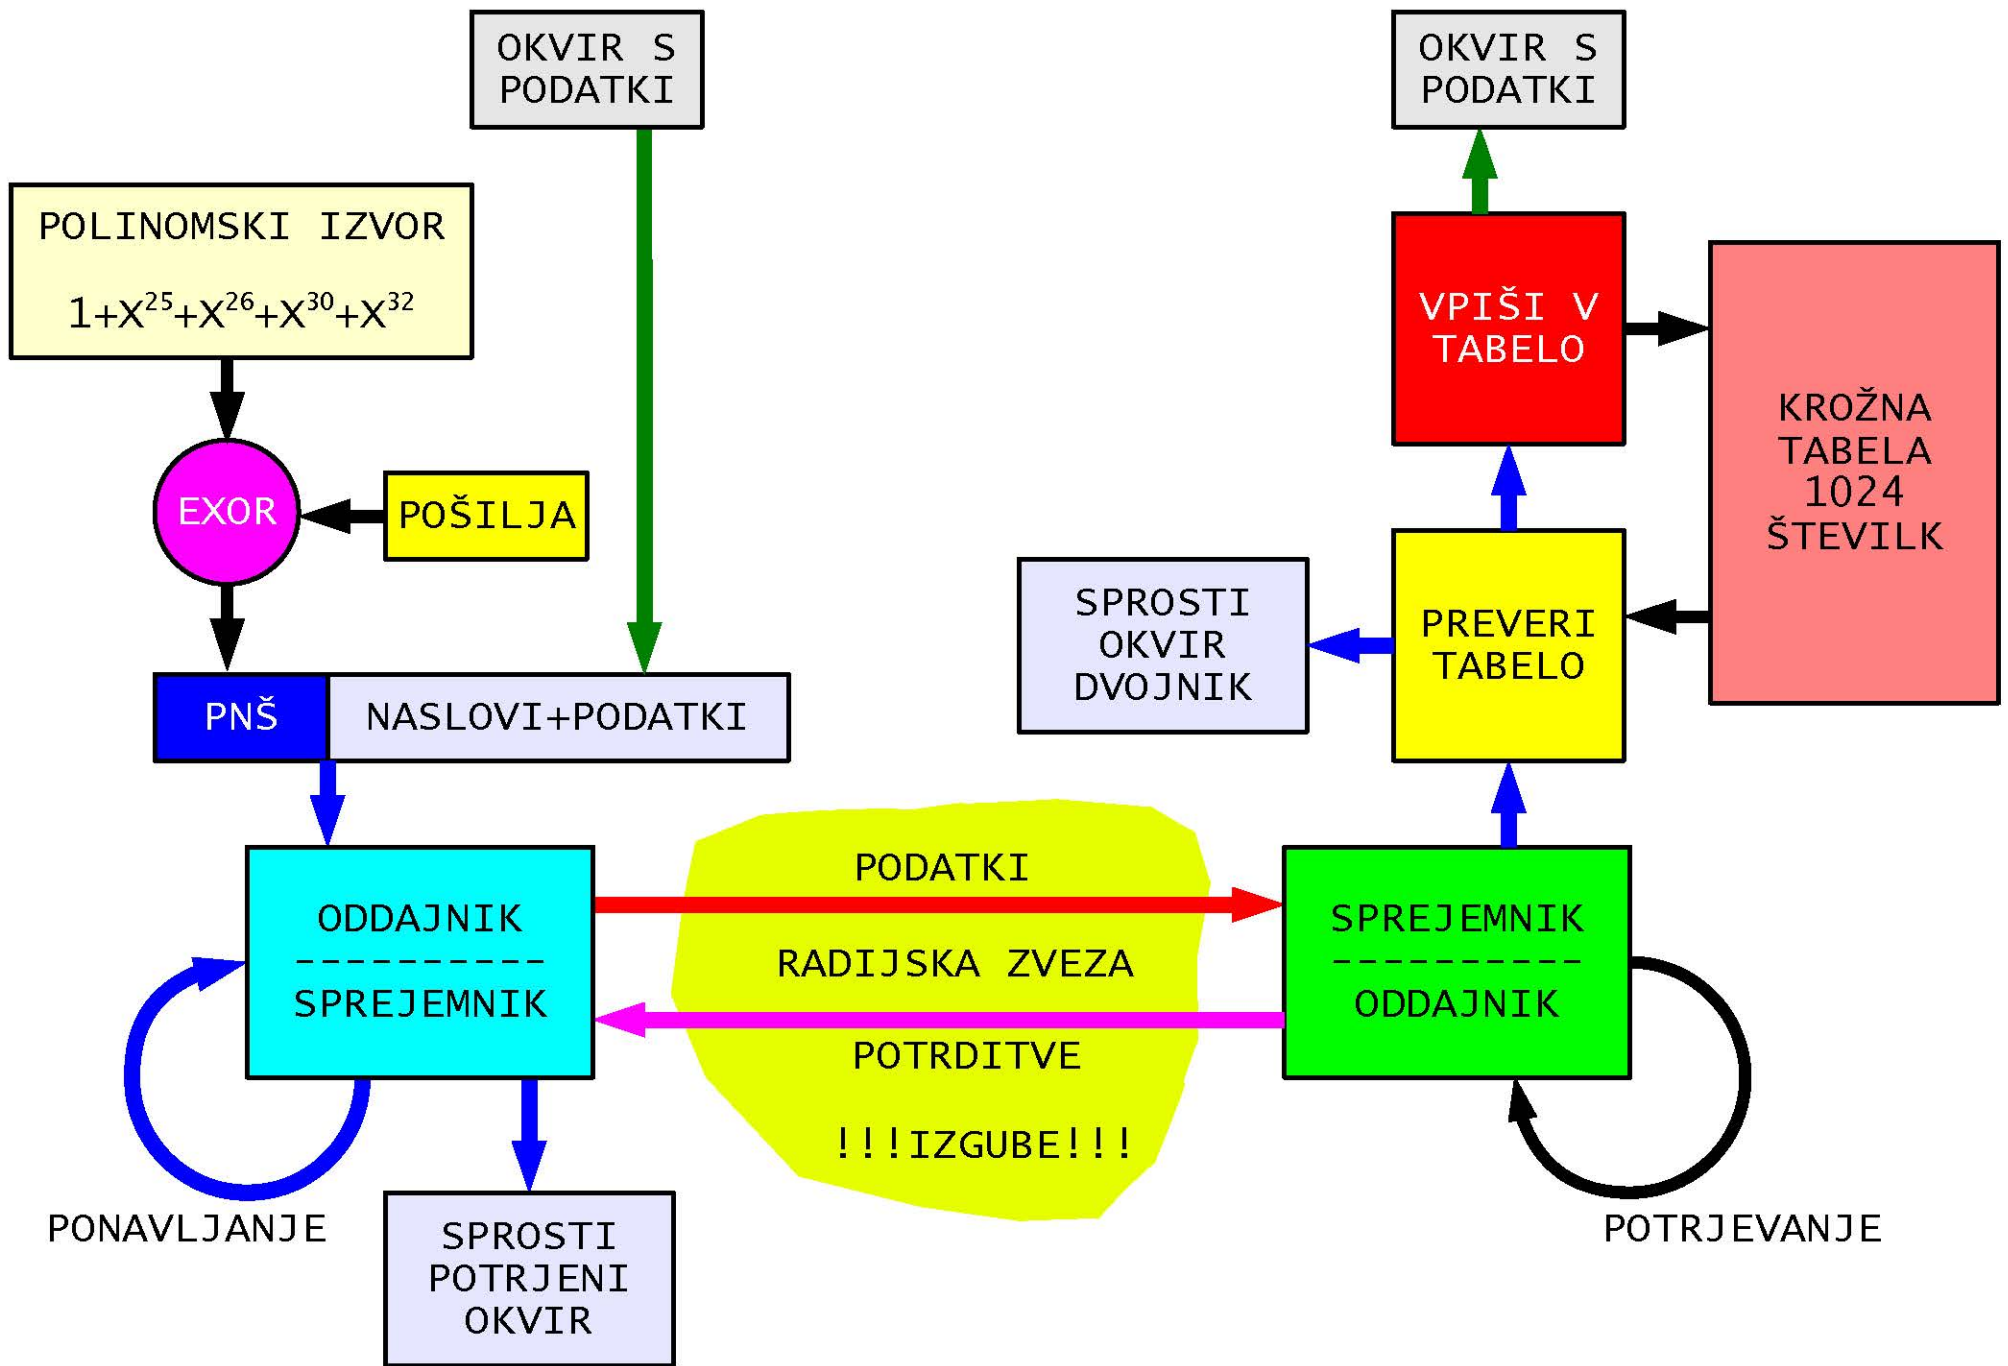 OKVIR S
PODATKI
OKVIR S
PODATKI
POLINOMSKI IZVOR
1+X²⁵+X²⁶+X³⁰+X³²
EXOR
POŠILJA
PNŠ
NASLOVI+PODATKI
VPIŠI V
TABELO
KROŽNA
TABELA
1024
ŠTEVILK
SPROSTI
OKVIR
DVOJNIK
PREVERI
TABELO
ODDAJNIK
----------
SPREJEMNIK
PODATKI
RADIJSKA ZVEZA
POTRDITVE
!!!IZGUBE!!!
SPREJEMNIK
----------
ODDAJNIK
PONAVLJANJE
SPROSTI
POTRJENI
OKVIR
POTRJEVANJE